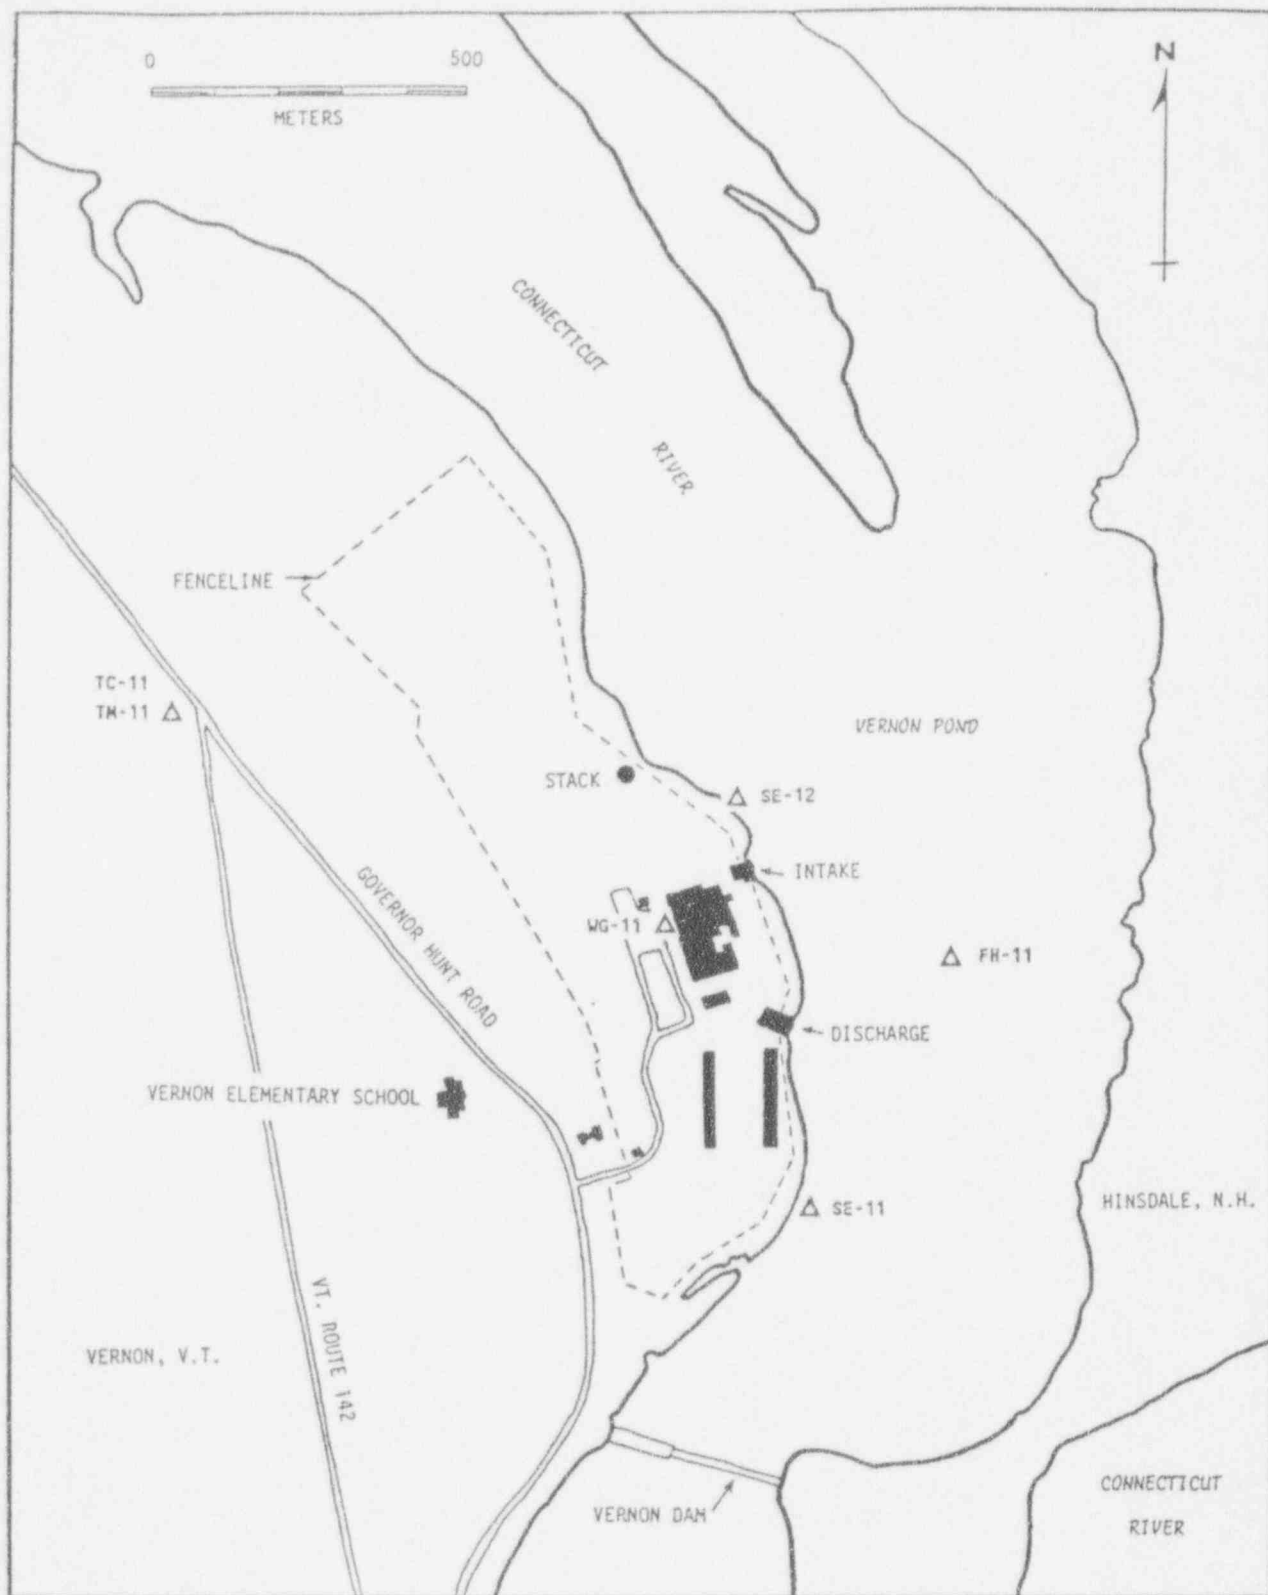 0 500
METERS
N
CONNECTICUT
RIVER
FENCELINE
TC-11
TM-11
VERNON POND
STACK
SE-12
INTAKE
GOVERNOR HUNT ROAD
WG-11
FH-11
DISCHARGE
VERNON ELEMENTARY SCHOOL
HINSDALE, N.H.
SE-11
VT. ROUTE 142
VERNON, V.T.
CONNECTICUT
RIVER
VERNON DAM